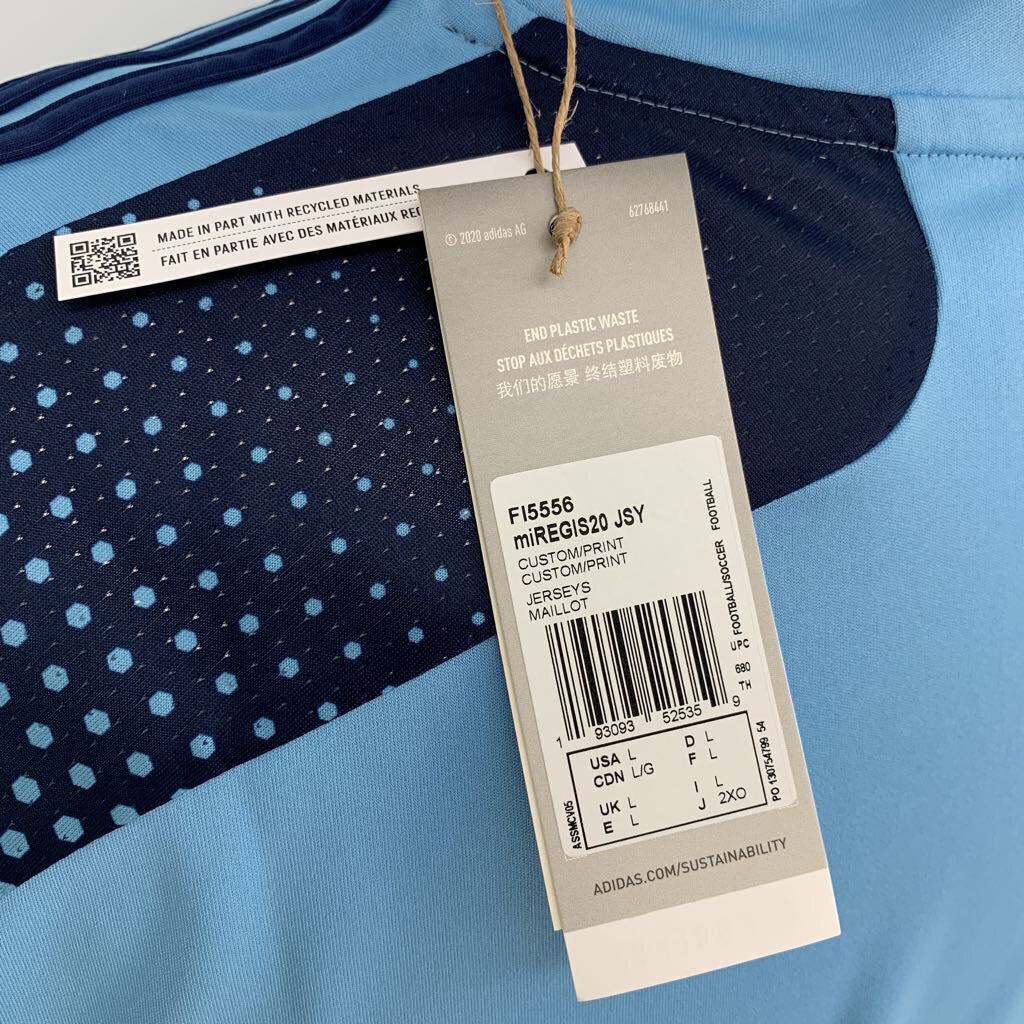 MADE IN PART WITH RECYCLED MATERIALS
FAIT EN PARTIE AVEC DES MATÉRIAUX
© 2020 adidas AG
62768441
END PLASTIC WASTE
STOP AUX DÉCHETS PLASTIQUES
我们的愿景 终结塑料废物
FI5556
miREGIS20 JSY
CUSTOM/PRINT
CUSTOM/PRINT
JERSEYS
MAILLOT
FOOTBALL/SOCCER FOOTBALL
UPC
680
TH
1 93093 52535 9
USA L D L
CDN L/G F L
UK L I L
E L J 2XO
ASSMCV05
PO 130754799 54
ADIDAS.COM/SUSTAINABILITY